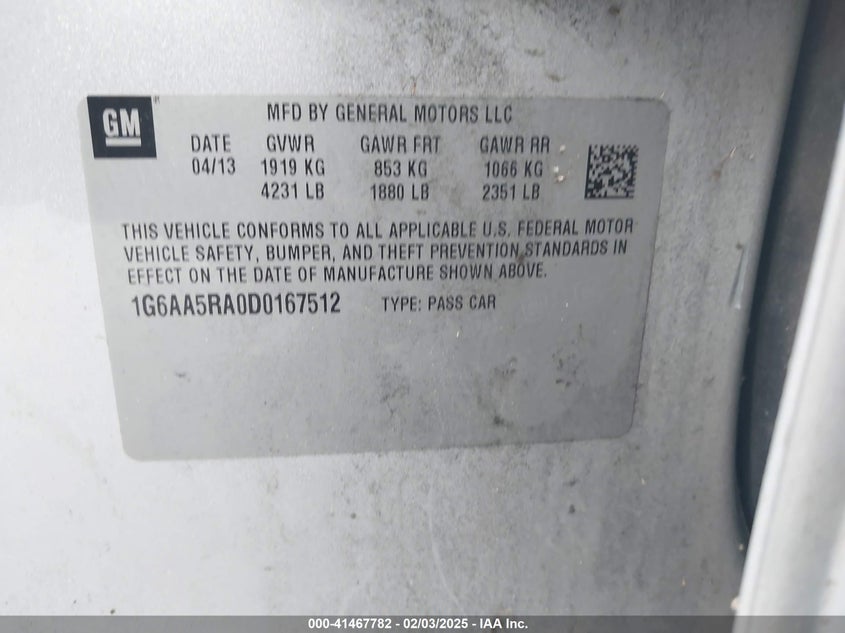 GM
MFD BY GENERAL MOTORS LLC
DATE GVWR GAWR FRT GAWR RR
04/13 1919 KG 853 KG 1066 KG
4231 LB 1880 LB 2351 LB
THIS VEHICLE CONFORMS TO ALL APPLICABLE U.S. FEDERAL MOTOR
VEHICLE SAFETY, BUMPER, AND THEFT PREVENTION STANDARDS IN
EFFECT ON THE DATE OF MANUFACTURE SHOWN ABOVE.
1G6AA5RA0D0167512 TYPE: PASS CAR
000-41467782 - 02/03/2025 - IAA Inc.